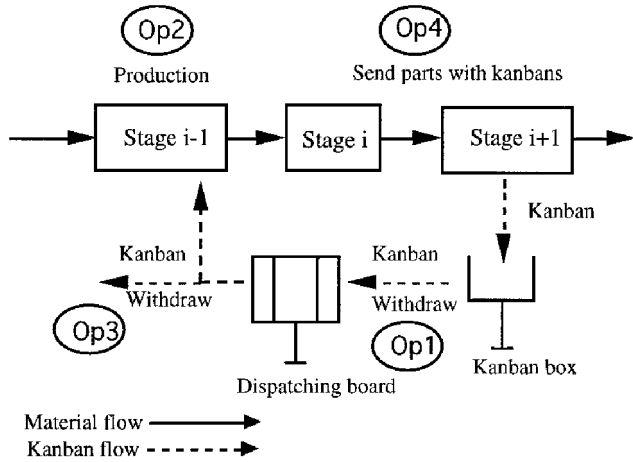 Op2
Op4
Production
Send parts with kanbans
Stage i-1
Stage i
Stage i+1
Kanban
Kanban
Kanban
Withdraw
Withdraw
Op3
Op1
Kanban box
Dispatching board
Material flow
Kanban flow